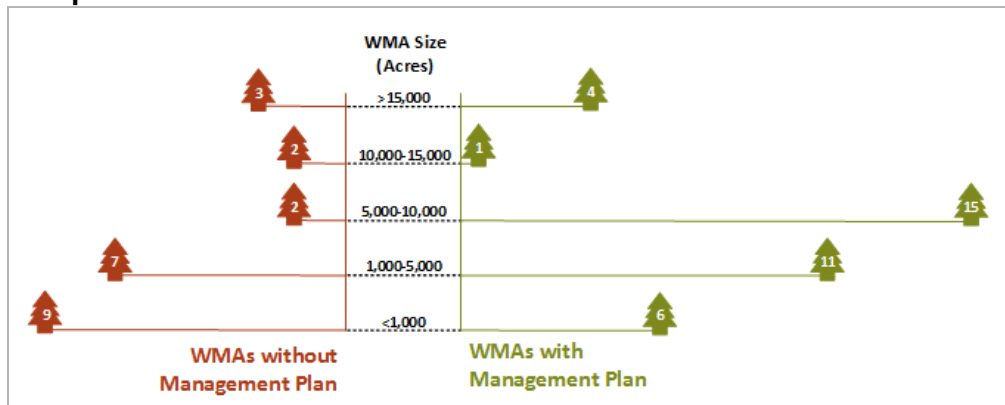 WMA Size
(Acres)
3 >15,000 4
2 10,000-15,000 1
2 5,000-10,000 15
7 1,000-5,000 11
9 <1,000 6
WMAs without
Management Plan
WMAs with
Management Plan